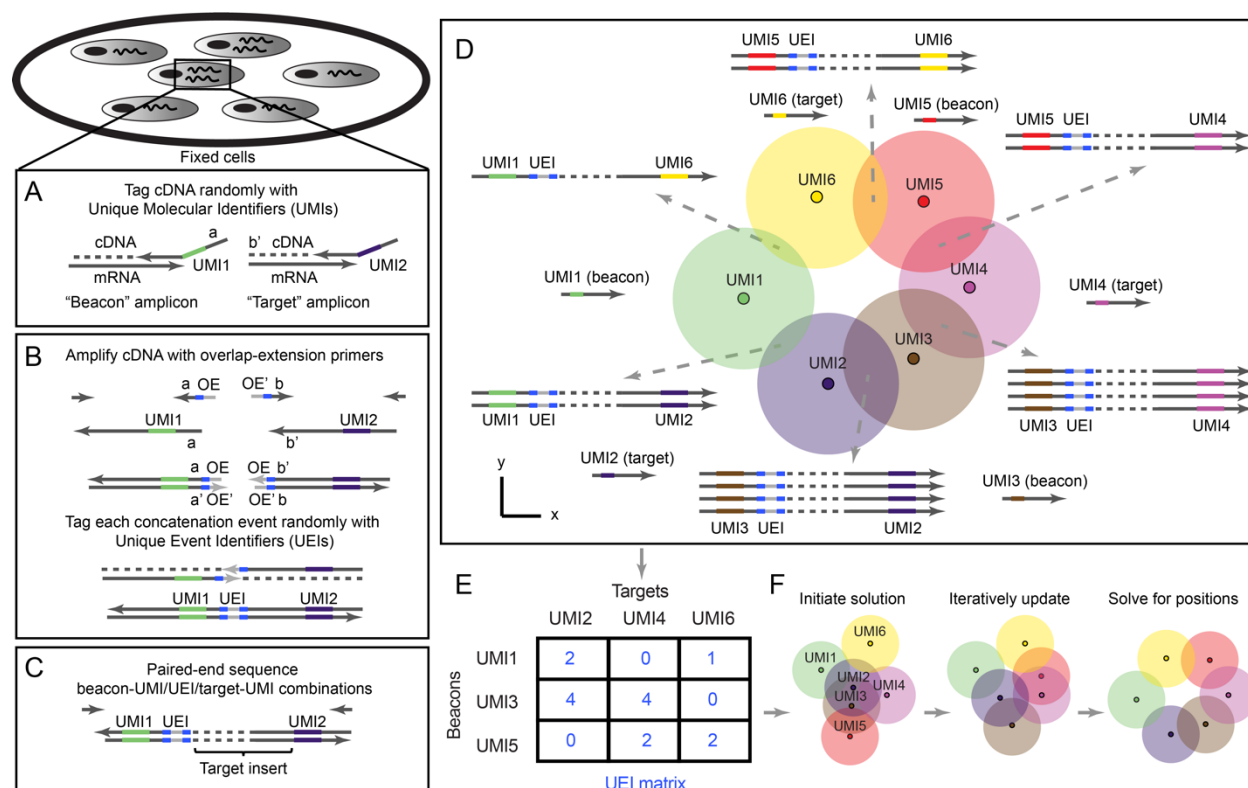 Fixed cells
A
Tag cDNA randomly with
Unique Molecular Identifiers (UMIs)
a
cDNA
UMI1
mRNA
"Beacon" amplicon
b'
cDNA
UMI2
mRNA
"Target" amplicon
B
Amplify cDNA with overlap-extension primers
a OE
OE' b
UMI1
a
UMI2
b'
a OE
a' OE'
OE b'
OE' b
Tag each concatenation event randomly with
Unique Event Identifiers (UEIs)
UMI1 UEI UMI2
C
Paired-end sequence
beacon-UMI/UEI/target-UMI combinations
UMI1 UEI UMI2
Target insert
D
UMI5 UEI UMI6
UMI6 (target)
UMI5 (beacon)
UMI5 UEI UMI4
UMI1 UEI UMI6
UMI6
UMI5
UMI4
UMI1
UMI3
UMI2
UMI1 (beacon)
UMI4 (target)
UMI1 UEI UMI2
UMI3 UEI UMI4
UMI2 (target)
UMI3 (beacon)
UMI3 UEI UMI2
y
x
E
Targets
UMI2 UMI4 UMI6
Beacons
UMI1 2 0 1
UMI3 4 4 0
UMI5 0 2 2
UEI matrix
F
Initiate solution
UMI6
UMI1
UMI2
UMI4
UMI3
UMI5
Iteratively update
Solve for positions